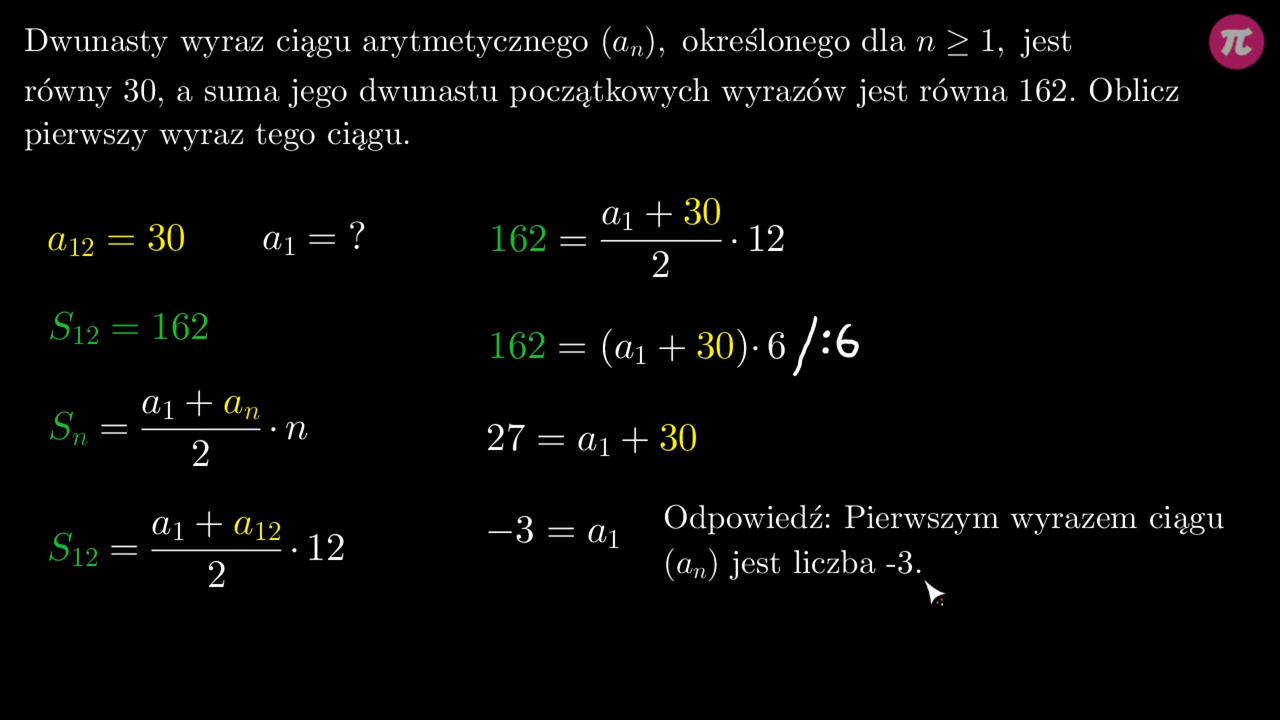 Dwunasty wyraz ciągu arytmetycznego (aₙ), określonego dla n ≥ 1, jest
równy 30, a suma jego dwunastu początkowych wyrazów jest równa 162. Oblicz
pierwszy wyraz tego ciągu.
π
a₁₂ = 30
a₁ = ?
S₁₂ = 162
Sₙ = (a₁ + aₙ)/2 · n
S₁₂ = (a₁ + a₁₂)/2 · 12
162 = (a₁ + 30)/2 · 12
162 = (a₁ + 30) · 6 /:6
27 = a₁ + 30
−3 = a₁
Odpowiedź: Pierwszym wyrazem ciągu
(aₙ) jest liczba -3.